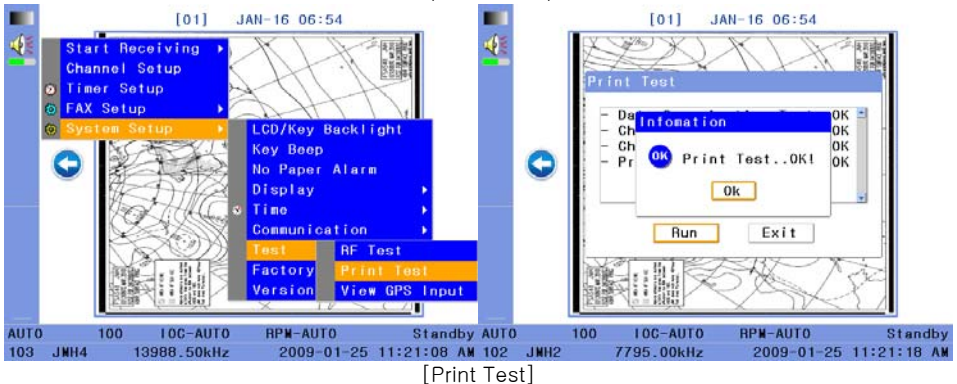 [01] JAN-16 06:54
Start Receiving
Channel Setup
Timer Setup
FAX Setup
System Setup
LCD/Key Backlight
Key Beep
No Paper Alarm
Display
Time
Communication
Test
Factory
Version
RF Test
Print Test
View GPS Input
AUTO 100 IOC-AUTO RPM-AUTO Standby
103 JMH4 13988.50kHz 2009-01-25 11:21:08 AM
[01] JAN-16 06:54
Print Test
- Da OK
- Ch OK
- Ch OK
- Pr OK
Infomation
OK Print Test..OK!
Ok
Run Exit
AUTO 100 IOC-AUTO RPM-AUTO Standby
102 JMH2 7795.00kHz 2009-01-25 11:21:18 AM
[Print Test]